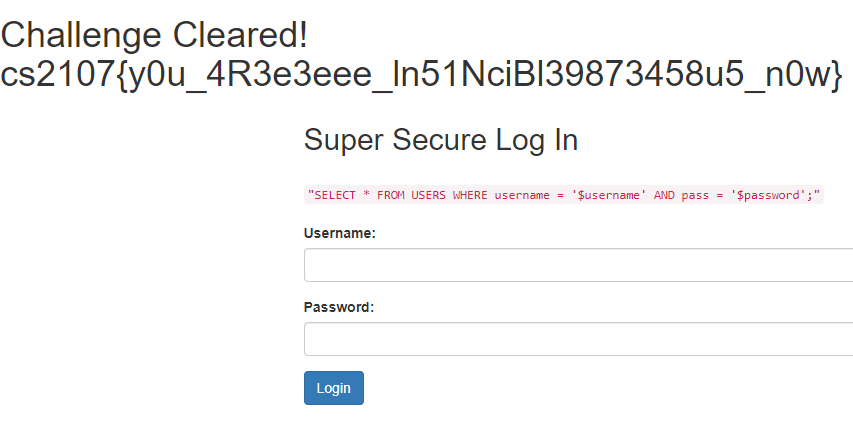 Challenge Cleared!
cs2107{y0u_4R3e3eee_ln51NciBl39873458u5_n0w}
Super Secure Log In
"SELECT * FROM USERS WHERE username = '$username' AND pass = '$password';"
Username:
Password:
Login